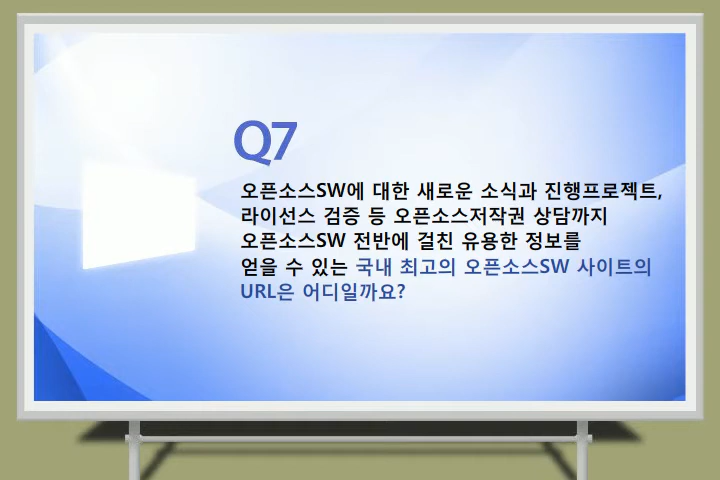 Q7
오픈소스SW에 대한 새로운 소식과 진행프로젝트,
라이선스 검증 등 오픈소스저작권 상담까지
오픈소스SW 전반에 걸친 유용한 정보를
얻을 수 있는 국내 최고의 오픈소스SW 사이트의
URL은 어디일까요?